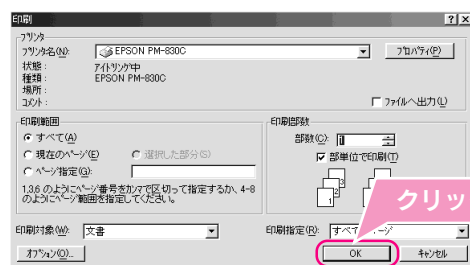 印刷
プリンタ
プリンタ名(N): EPSON PM-830C プロパティ(P)
状態: アイドリング中
種類: EPSON PM-830C
場所:
コメント: ファイルへ出力(L)
印刷範囲
すべて(A)
現在のページ(E) 選択した部分(S)
ページ指定(G):
1,3,6 のようにページ番号をカンマで区切って指定するか、4-8
のようにページ範囲を指定してください。
印刷部数
部数(C): 1
部単位で印刷(T)
クリッ
印刷対象(W): 文書
印刷指定(R): すべて
オプション(O)... OK キャンセル